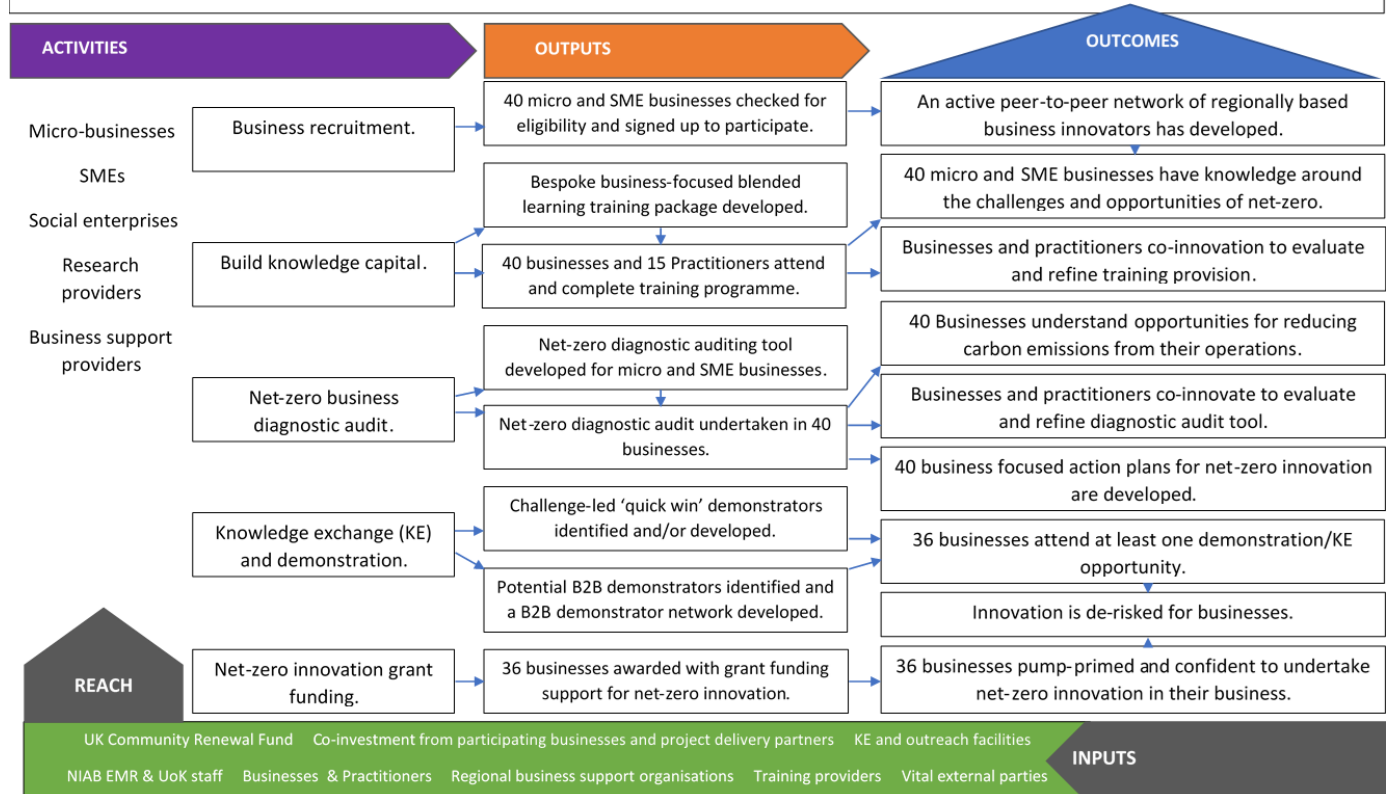 ACTIVITIES
OUTPUTS
OUTCOMES
Micro-businesses
SMEs
Social enterprises
Research
providers
Business support
providers
REACH
Business recruitment.
Build knowledge capital.
Net-zero business
diagnostic audit.
Knowledge exchange (KE)
and demonstration.
Net-zero innovation grant
funding.
40 micro and SME businesses checked for
eligibility and signed up to participate.
Bespoke business-focused blended
learning training package developed.
40 businesses and 15 Practitioners attend
and complete training programme.
Net-zero diagnostic auditing tool
developed for micro and SME businesses.
Net-zero diagnostic audit undertaken in 40
businesses.
Challenge-led ‘quick win’ demonstrators
identified and/or developed.
Potential B2B demonstrators identified and
a B2B demonstrator network developed.
36 businesses awarded with grant funding
support for net-zero innovation.
An active peer-to-peer network of regionally based
business innovators has developed.
40 micro and SME businesses have knowledge around
the challenges and opportunities of net-zero.
Businesses and practitioners co-innovation to evaluate
and refine training provision.
40 Businesses understand opportunities for reducing
carbon emissions from their operations.
Businesses and practitioners co-innovate to evaluate
and refine diagnostic audit tool.
40 business focused action plans for net-zero innovation
are developed.
36 businesses attend at least one demonstration/KE
opportunity.
Innovation is de-risked for businesses.
36 businesses pump-primed and confident to undertake
net-zero innovation in their business.
UK Community Renewal Fund Co-investment from participating businesses and project delivery partners KE and outreach facilities
NIAB EMR & UoK staff Businesses & Practitioners Regional business support organisations Training providers Vital external parties
INPUTS